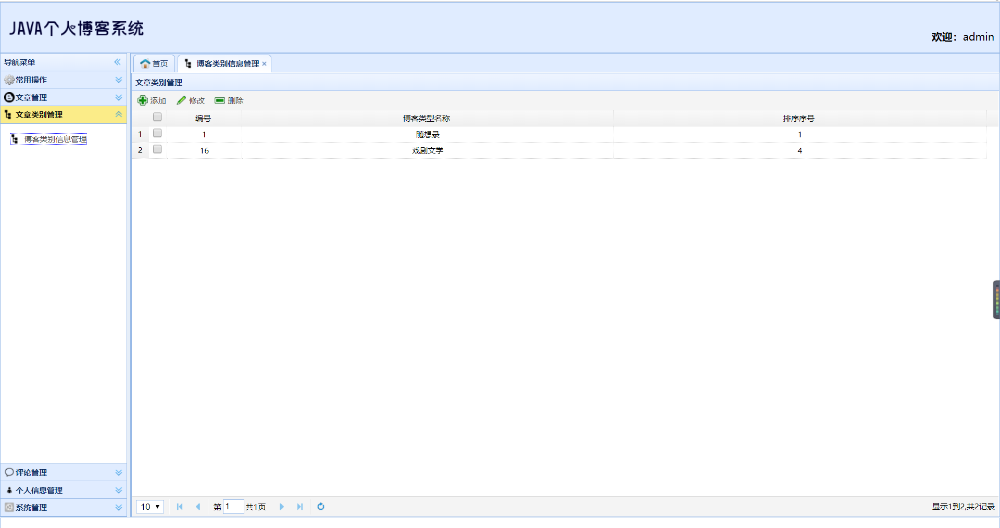 JAVA个人博客系统
欢迎：admin
导航菜单
常用操作
文章管理
文章类别管理
博客类别信息管理
评论管理
个人信息管理
系统管理
首页
博客类别信息管理
文章类别管理
添加 修改 删除
编号 博客类型名称 排序序号
1 1 随想录 1
2 16 戏剧文学 4
10 第 1 共1页 显示1到2,共2记录